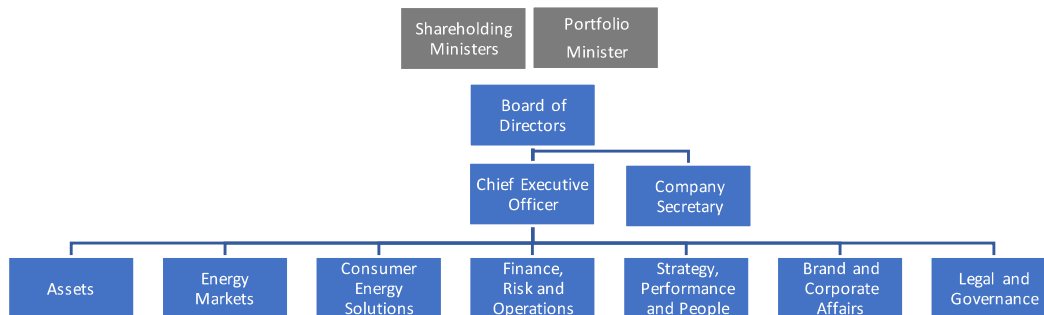 Shareholding
Ministers
Portfolio
Minister
Board of
Directors
Chief Executive
Officer
Company
Secretary
Assets
Energy
Markets
Consumer
Energy
Solutions
Finance,
Risk and
Operations
Strategy,
Performance
and People
Brand and
Corporate
Affairs
Legal and
Governance